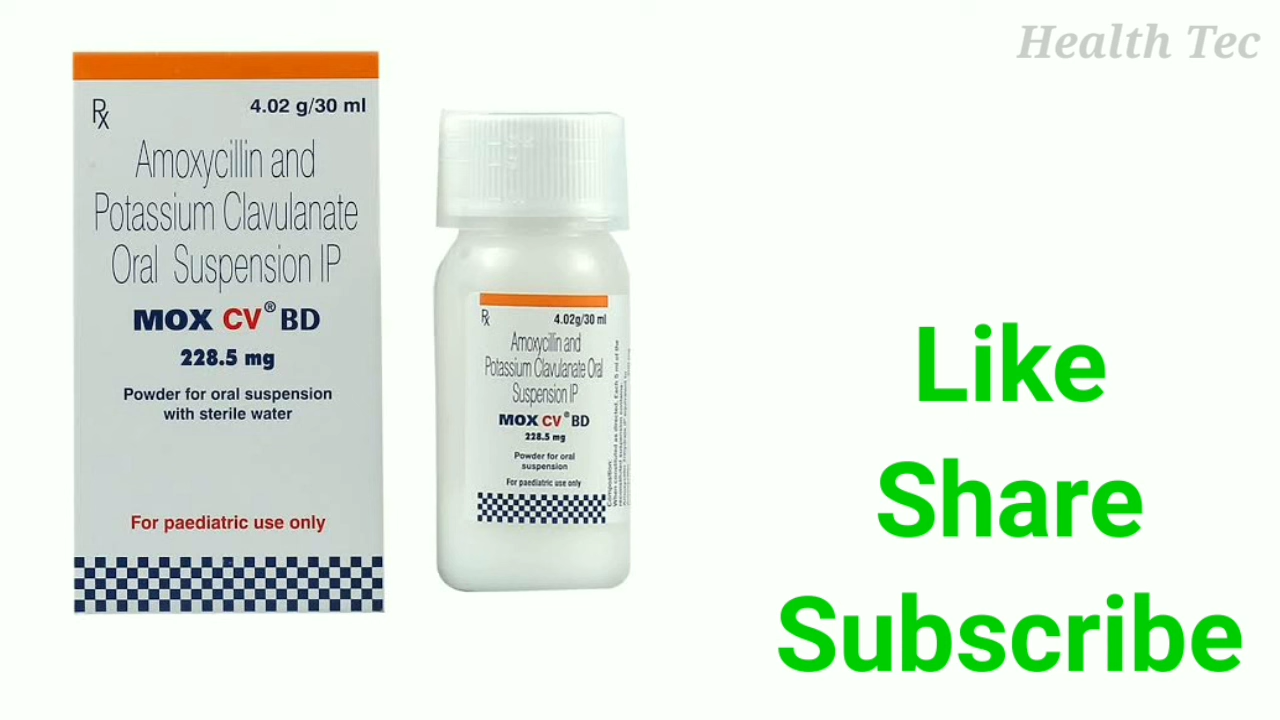 Health Tec
Rx
4.02 g/30 ml
Amoxycillin and
Potassium Clavulanate
Oral Suspension IP
MOX CV® BD
228.5 mg
Powder for oral suspension
with sterile water
For paediatric use only
Rx
4.02g/30 ml
Amoxycillin and
Potassium Clavulanate Oral
Suspension IP
MOX CV® BD
228.5 mg
Powder for oral
suspension
For paediatric use only
Composition:
Like
Share
Subscribe